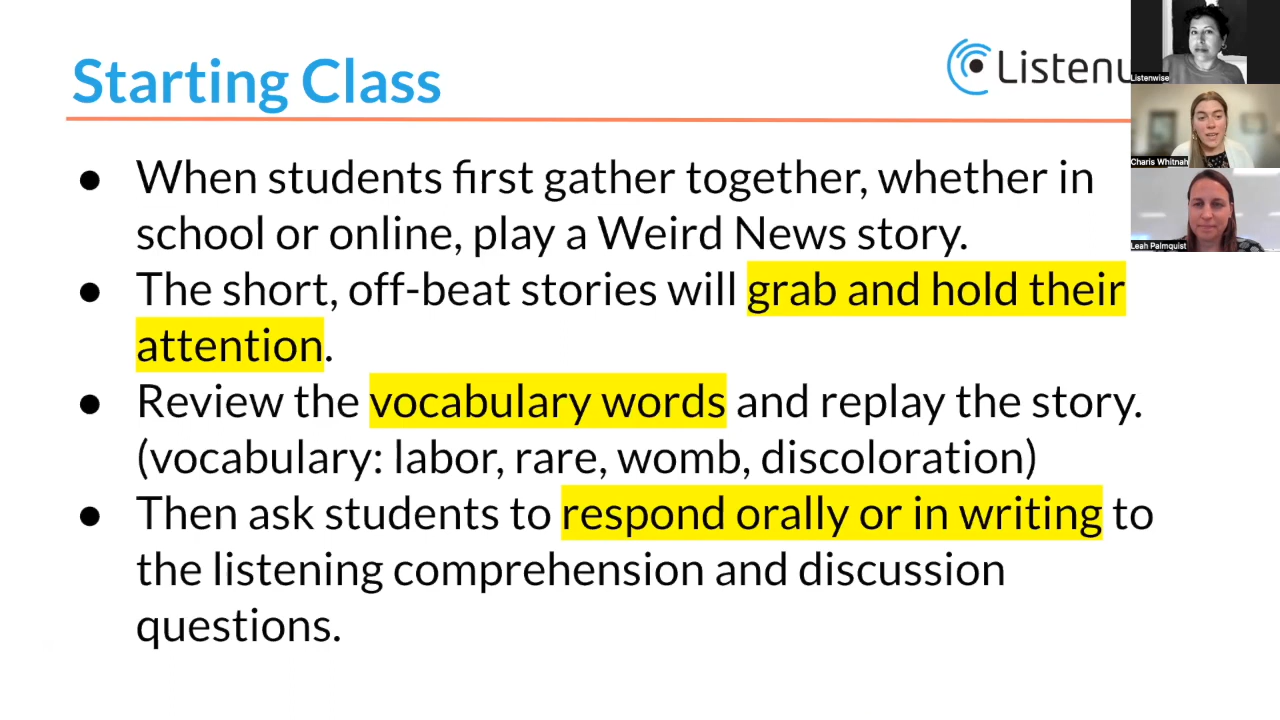 Starting Class
Listenw
Listenwise
Charis Whitnah
Leah Palmquist
● When students first gather together, whether in
school or online, play a Weird News story.
● The short, off-beat stories will grab and hold their
attention.
● Review the vocabulary words and replay the story.
(vocabulary: labor, rare, womb, discoloration)
● Then ask students to respond orally or in writing to
the listening comprehension and discussion
questions.